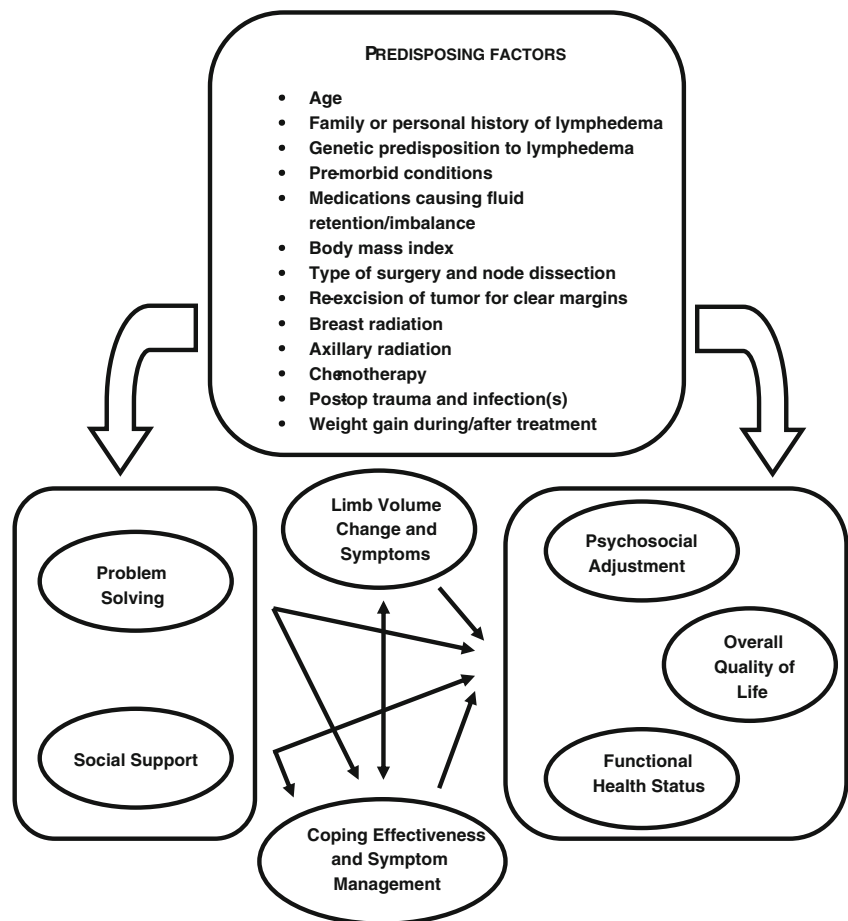 PREDISPOSING FACTORS
• Age
• Family or personal history of lymphedema
• Genetic predisposition to lymphedema
• Pre-morbid conditions
• Medications causing fluid
retention/imbalance
• Body mass index
• Type of surgery and node dissection
• Re-excision of tumor for clear margins
• Breast radiation
• Axillary radiation
• Chemotherapy
• Post-op trauma and infection(s)
• Weight gain during/after treatment
Limb Volume
Change and
Symptoms
Problem
Solving
Psychosocial
Adjustment
Overall
Quality of
Life
Social Support
Functional
Health Status
Coping Effectiveness
and Symptom
Management